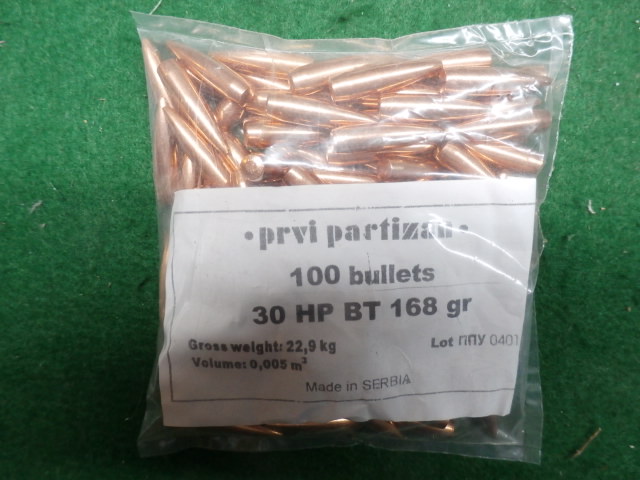 • prvi partizan •
100 bullets
30 HP BT 168 gr
Gross weight: 22,9 kg
Lot ППУ 0401
Volume: 0,005 m³
Made in SERBIA